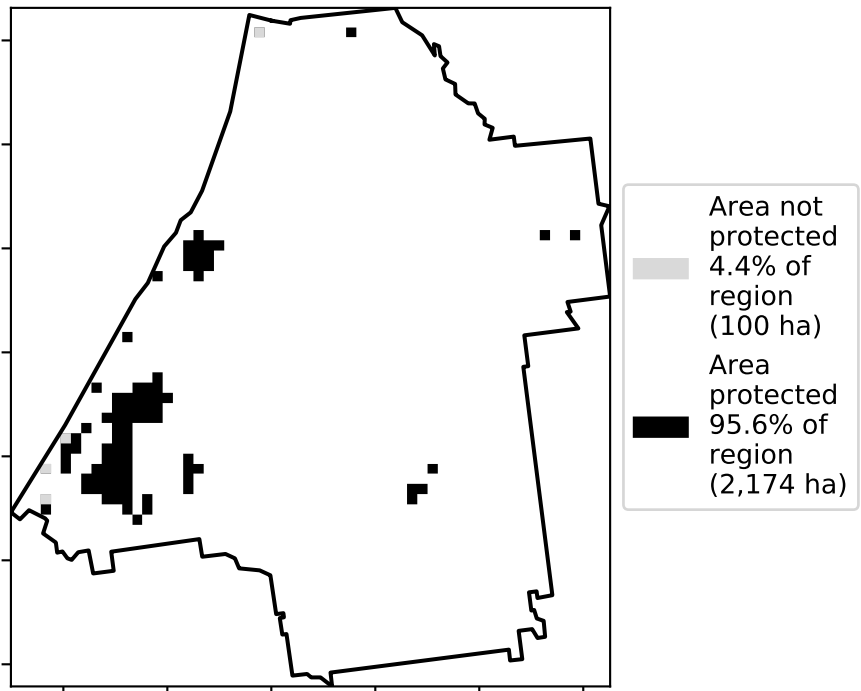 Area not
protected
4.4% of
region
(100 ha)
Area
protected
95.6% of
region
(2,174 ha)